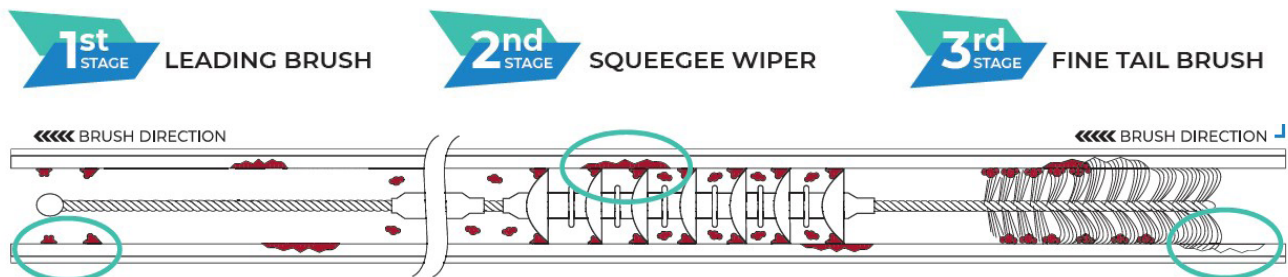 1st STAGE LEADING BRUSH
2nd STAGE SQUEEGEE WIPER
3rd STAGE FINE TAIL BRUSH
BRUSH DIRECTION
BRUSH DIRECTION